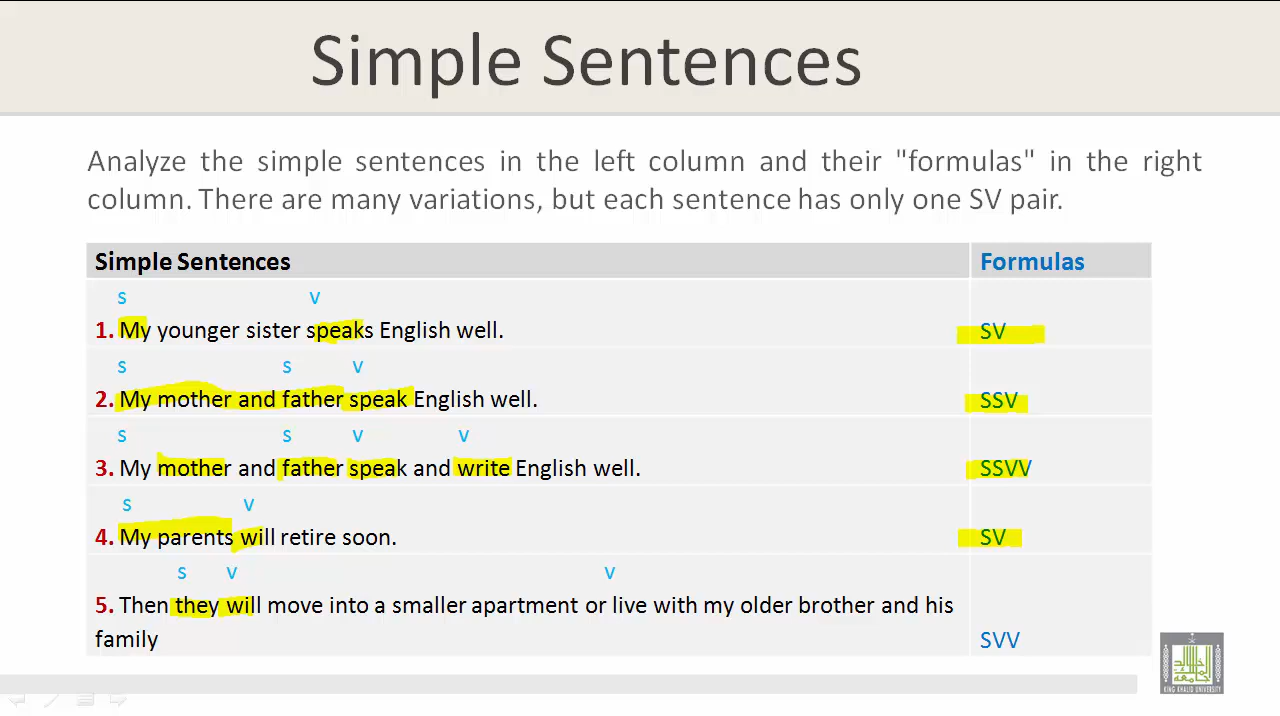 Simple Sentences
Analyze the simple sentences in the left column and their "formulas" in the right
column. There are many variations, but each sentence has only one SV pair.
Simple Sentences Formulas
S V
1. My younger sister speaks English well. SV
S S V
2. My mother and father speak English well. SSV
S S V V
3. My mother and father speak and write English well. SSVV
S V
4. My parents will retire soon. SV
S V V
5. Then they will move into a smaller apartment or live with my older brother and his
family SVV
KING KHALID UNIVERSITY